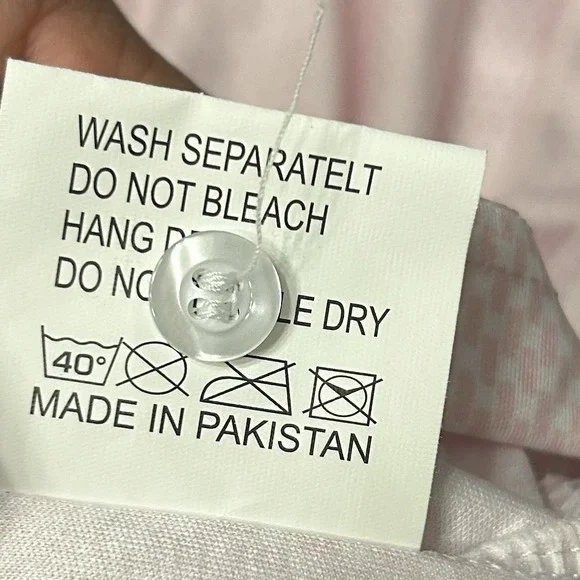 WASH SEPARATELT
DO NOT BLEACH
HANG
DO DRY
40°
MADE IN PAKISTAN